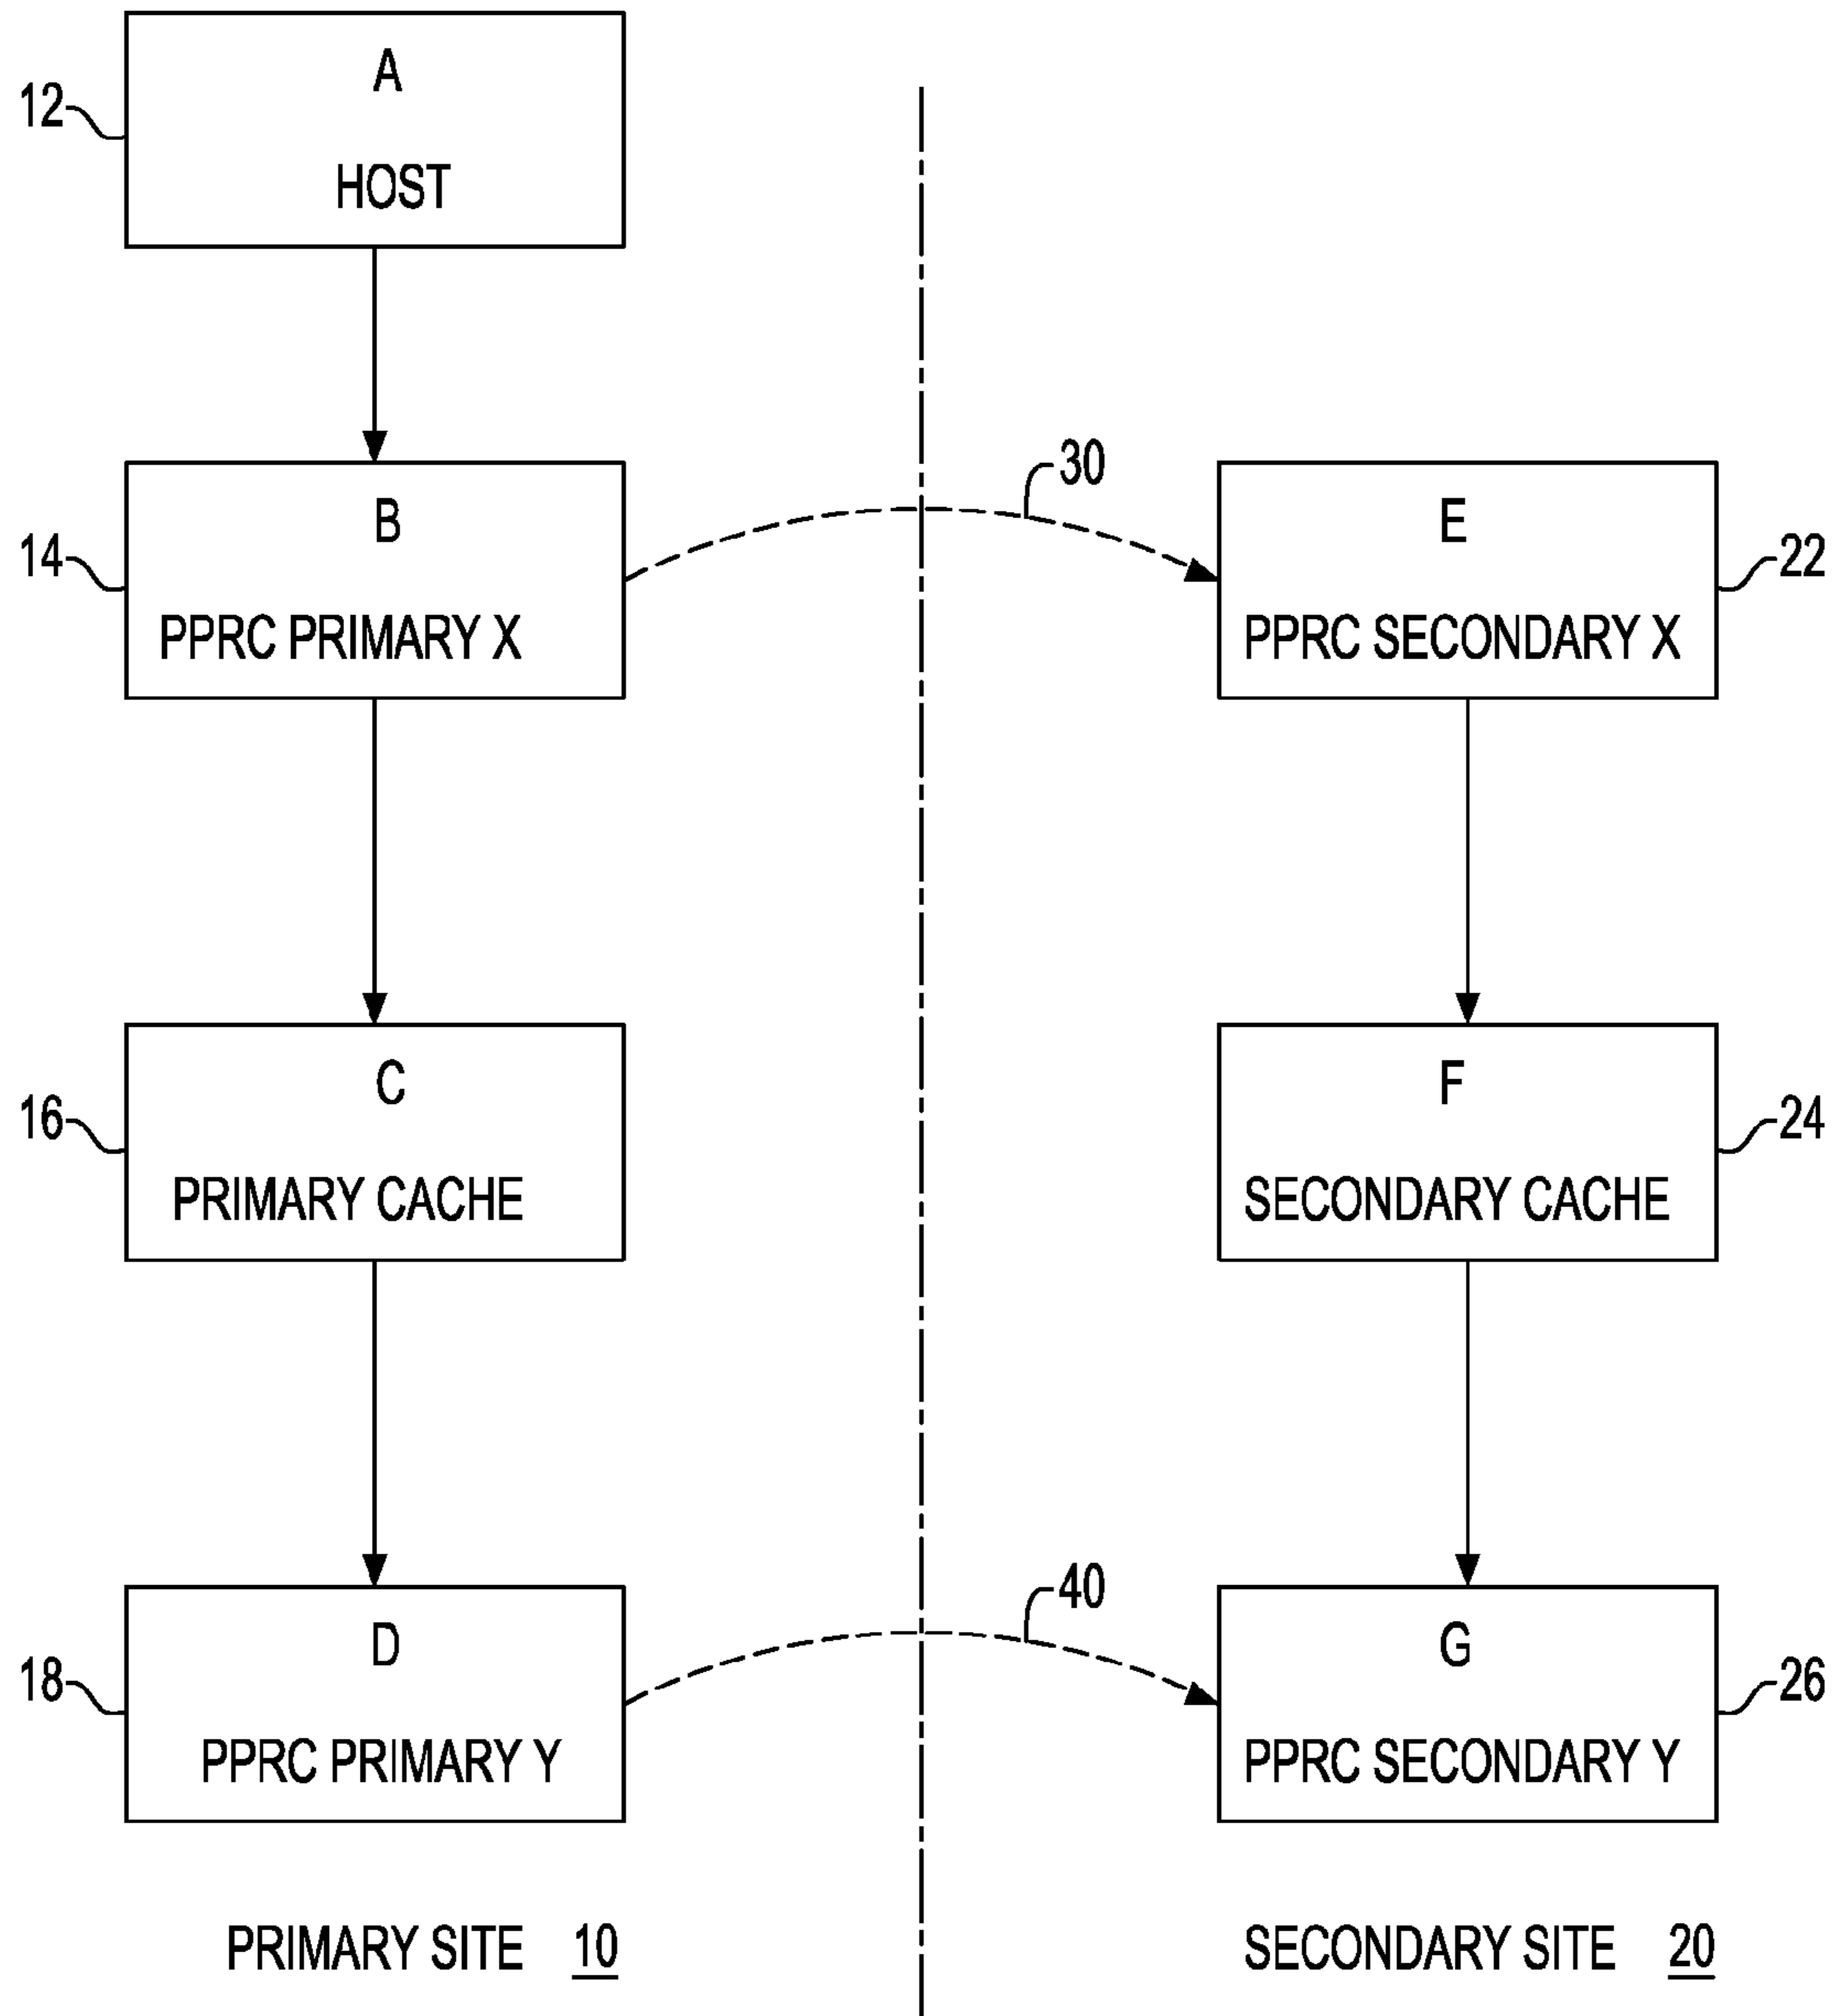 A
12
HOST
30
B
E
14
22
PPRC PRIMARY X
PPRC SECONDARY X
C
F
16
24
PRIMARY CACHE
SECONDARY CACHE
40
D
G
18
26
PPRC PRIMARY Y
PPRC SECONDARY Y
PRIMARY SITE 10
SECONDARY SITE 20